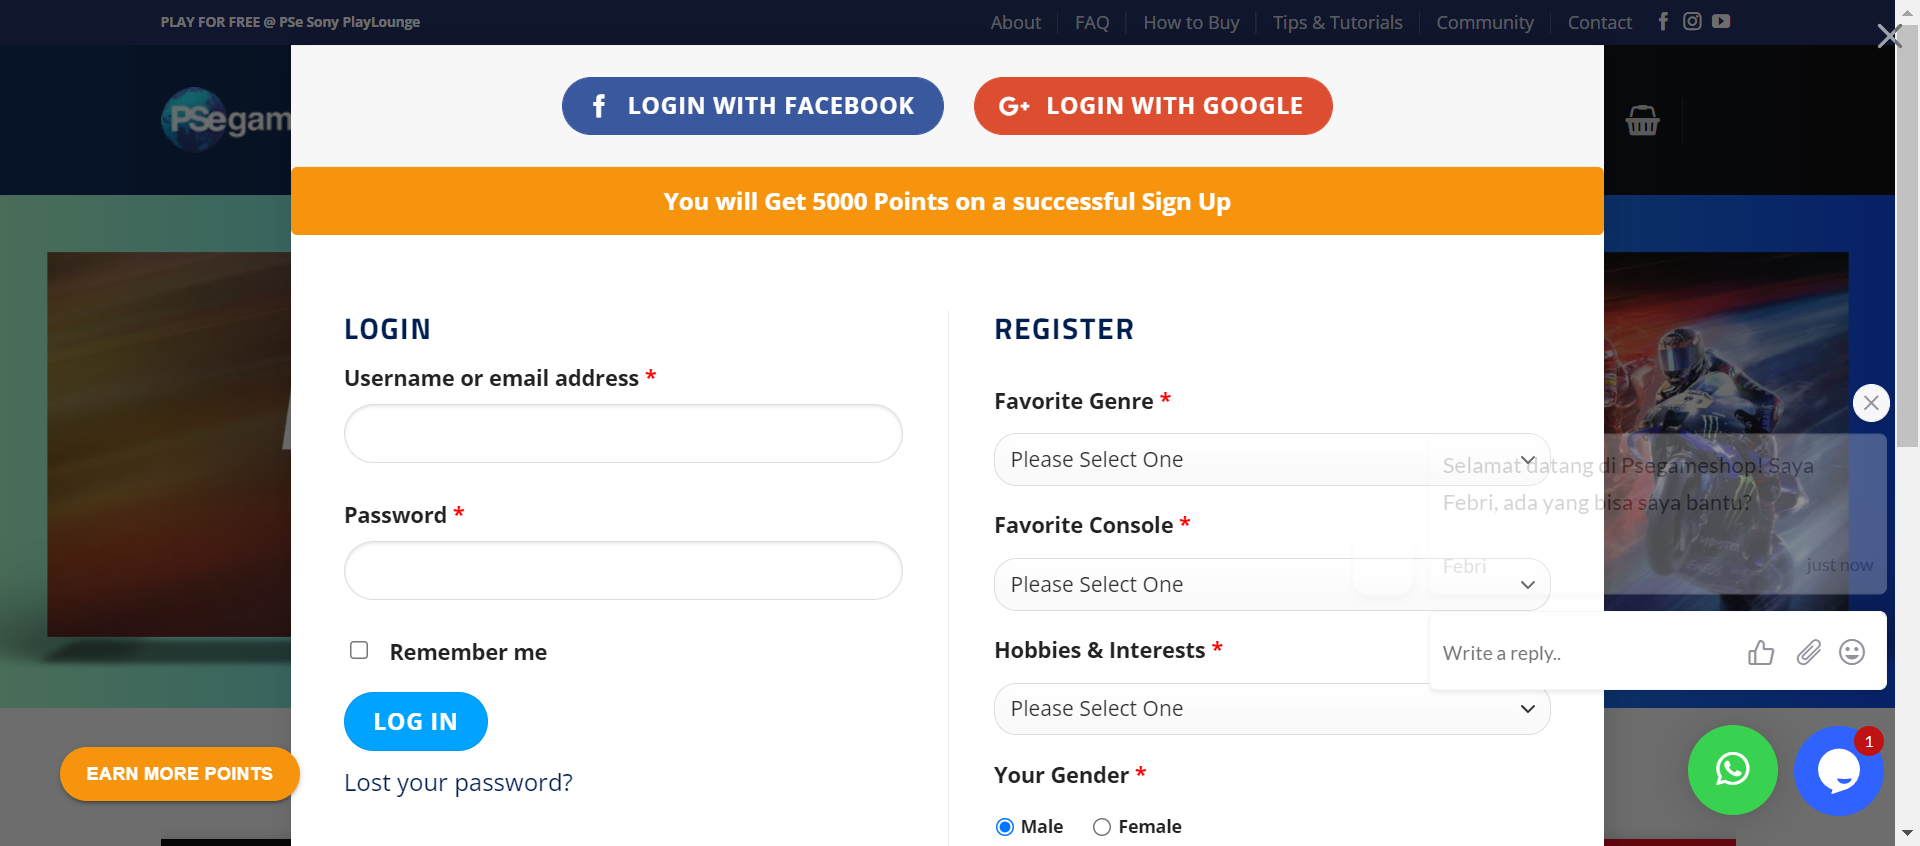 PLAY FOR FREE @ PSe Sony PlayLounge
About
FAQ
How to Buy
Tips & Tutorials
Community
Contact
PSegam
LOGIN WITH FACEBOOK
G+ LOGIN WITH GOOGLE
You will Get 5000 Points on a successful Sign Up
LOGIN
Username or email address *
Password *
Remember me
LOG IN
Lost your password?
EARN MORE POINTS
REGISTER
Favorite Genre *
Please Select One
Favorite Console *
Please Select One
Hobbies & Interests *
Please Select One
Your Gender *
Male
Female
Selamat datang di Psegameshop! Saya
Febri, ada yang bisa saya bantu?
Febri
just now
Write a reply..
1